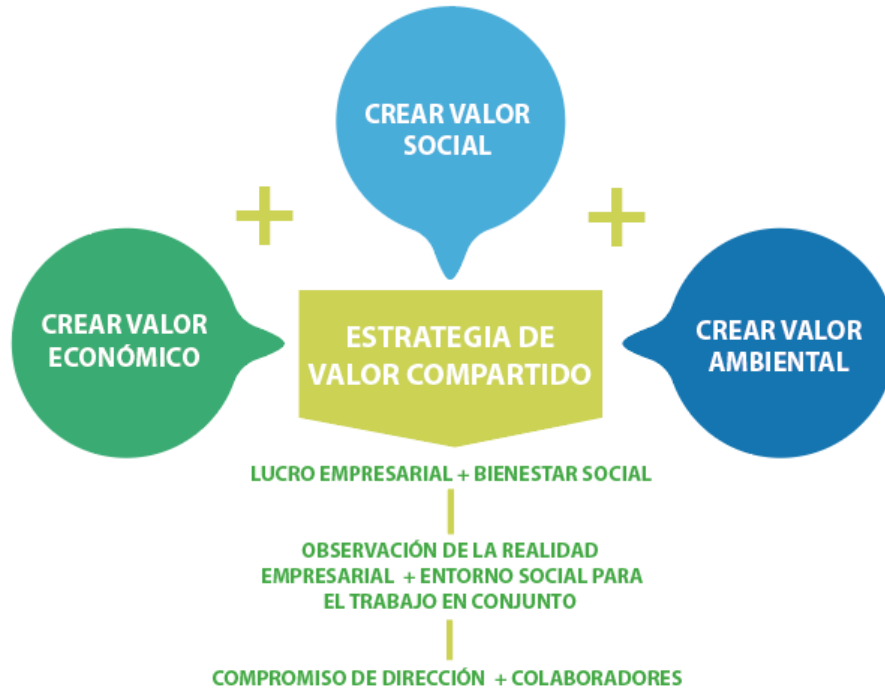 CREAR VALOR
SOCIAL
+
+
CREAR VALOR
ECONÓMICO
ESTRATEGIA DE
VALOR COMPARTIDO
CREAR VALOR
AMBIENTAL
LUCRO EMPRESARIAL + BIENESTAR SOCIAL
OBSERVACIÓN DE LA REALIDAD
EMPRESARIAL + ENTORNO SOCIAL PARA
EL TRABAJO EN CONJUNTO
COMPROMISO DE DIRECCIÓN + COLABORADORES